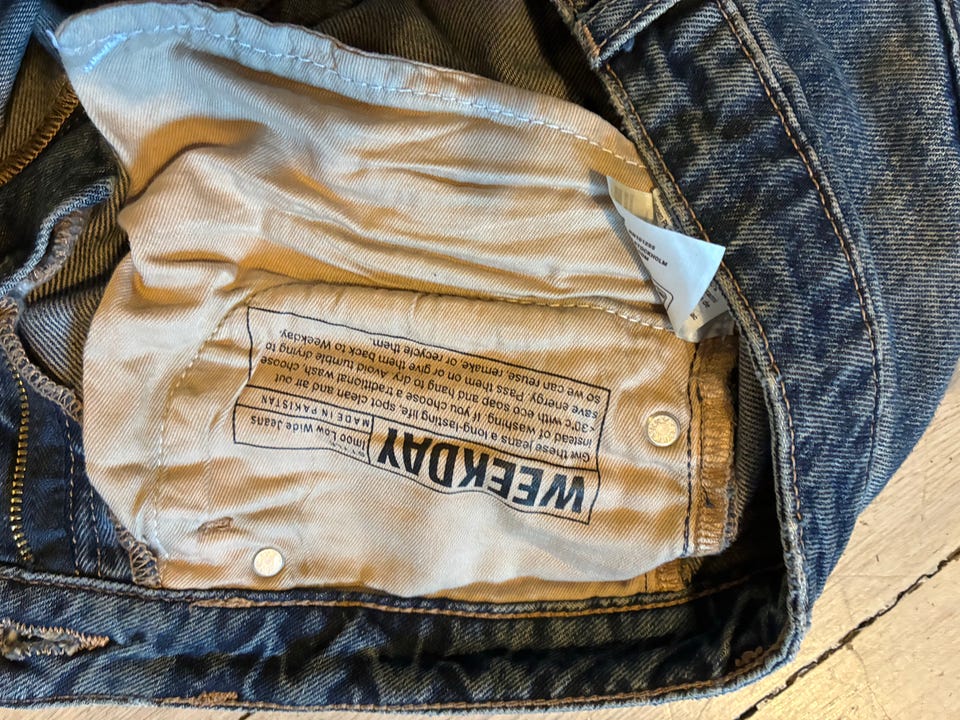 WEEKDAY
Imoo Low Wide Jeans
MADE IN PAKISTAN
Give these jeans a long-lasting life, spot clean and air out
instead of washing. If you choose a traditional wash, choose
<30°c with eco soap and hang to dry. Avoid tumble drying to
save energy. Pass them on or give them back to Weekday,
so we can reuse, remake or recycle them.